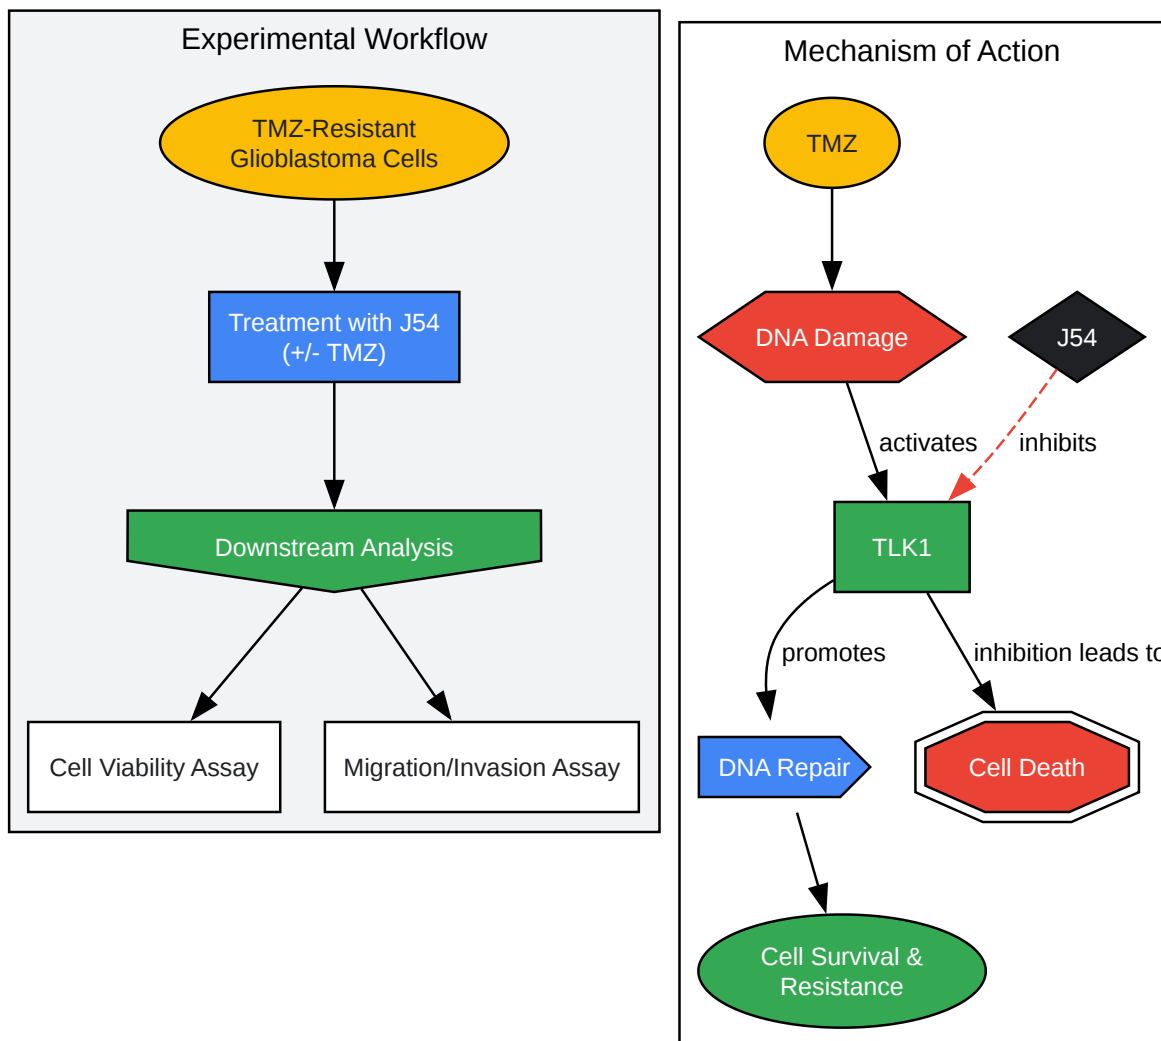 Experimental Workflow
TMZ-Resistant
Glioblastoma Cells
Treatment with J54
(+/- TMZ)
Downstream Analysis
Cell Viability Assay
Migration/Invasion Assay
Mechanism of Action
TMZ
DNA Damage
J54
activates
inhibits
TLK1
promotes
inhibition leads to
DNA Repair
Cell Death
Cell Survival &
Resistance